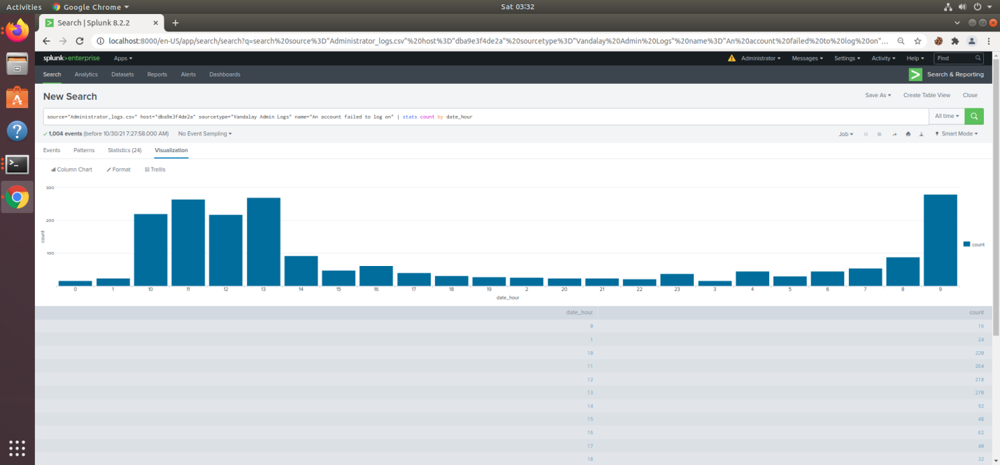 Activities Google Chrome Sat 03:32
Search | Splunk 8.2.2
localhost:8000/en-US/app/search/search?q=search%20source%3D"Administrator_logs.csv"%20host%3D"dba9e3f4de2a"%20sourcetype%3D"Vandalay%20Admin%20Logs"%20name%3D"An%20account%20failed%20to%20log%20on"...
splunk>enterprise Apps Administrator Messages Settings Activity Help Find
Search Analytics Datasets Reports Alerts Dashboards Search & Reporting
New Search Save As Create Table View Close
source="Administrator_logs.csv" host="dba9e3f4de2a" sourcetype="Vandalay Admin Logs" name="An account failed to log on" | stats count by date_hour All time
1,004 events (before 10/30/21 7:27:58.000 AM) No Event Sampling Job Smart Mode
Events Patterns Statistics (24) Visualization
Column Chart Format Trellis
300
200
100
count
count
0 1 10 11 12 13 14 15 16 17 18 19 2 20 21 22 23 3 4 5 6 7 8 9
date_hour
date_hour count
0 16
1 24
10 220
11 264
12 218
13 270
14 92
15 48
16 62
17 40
18 32